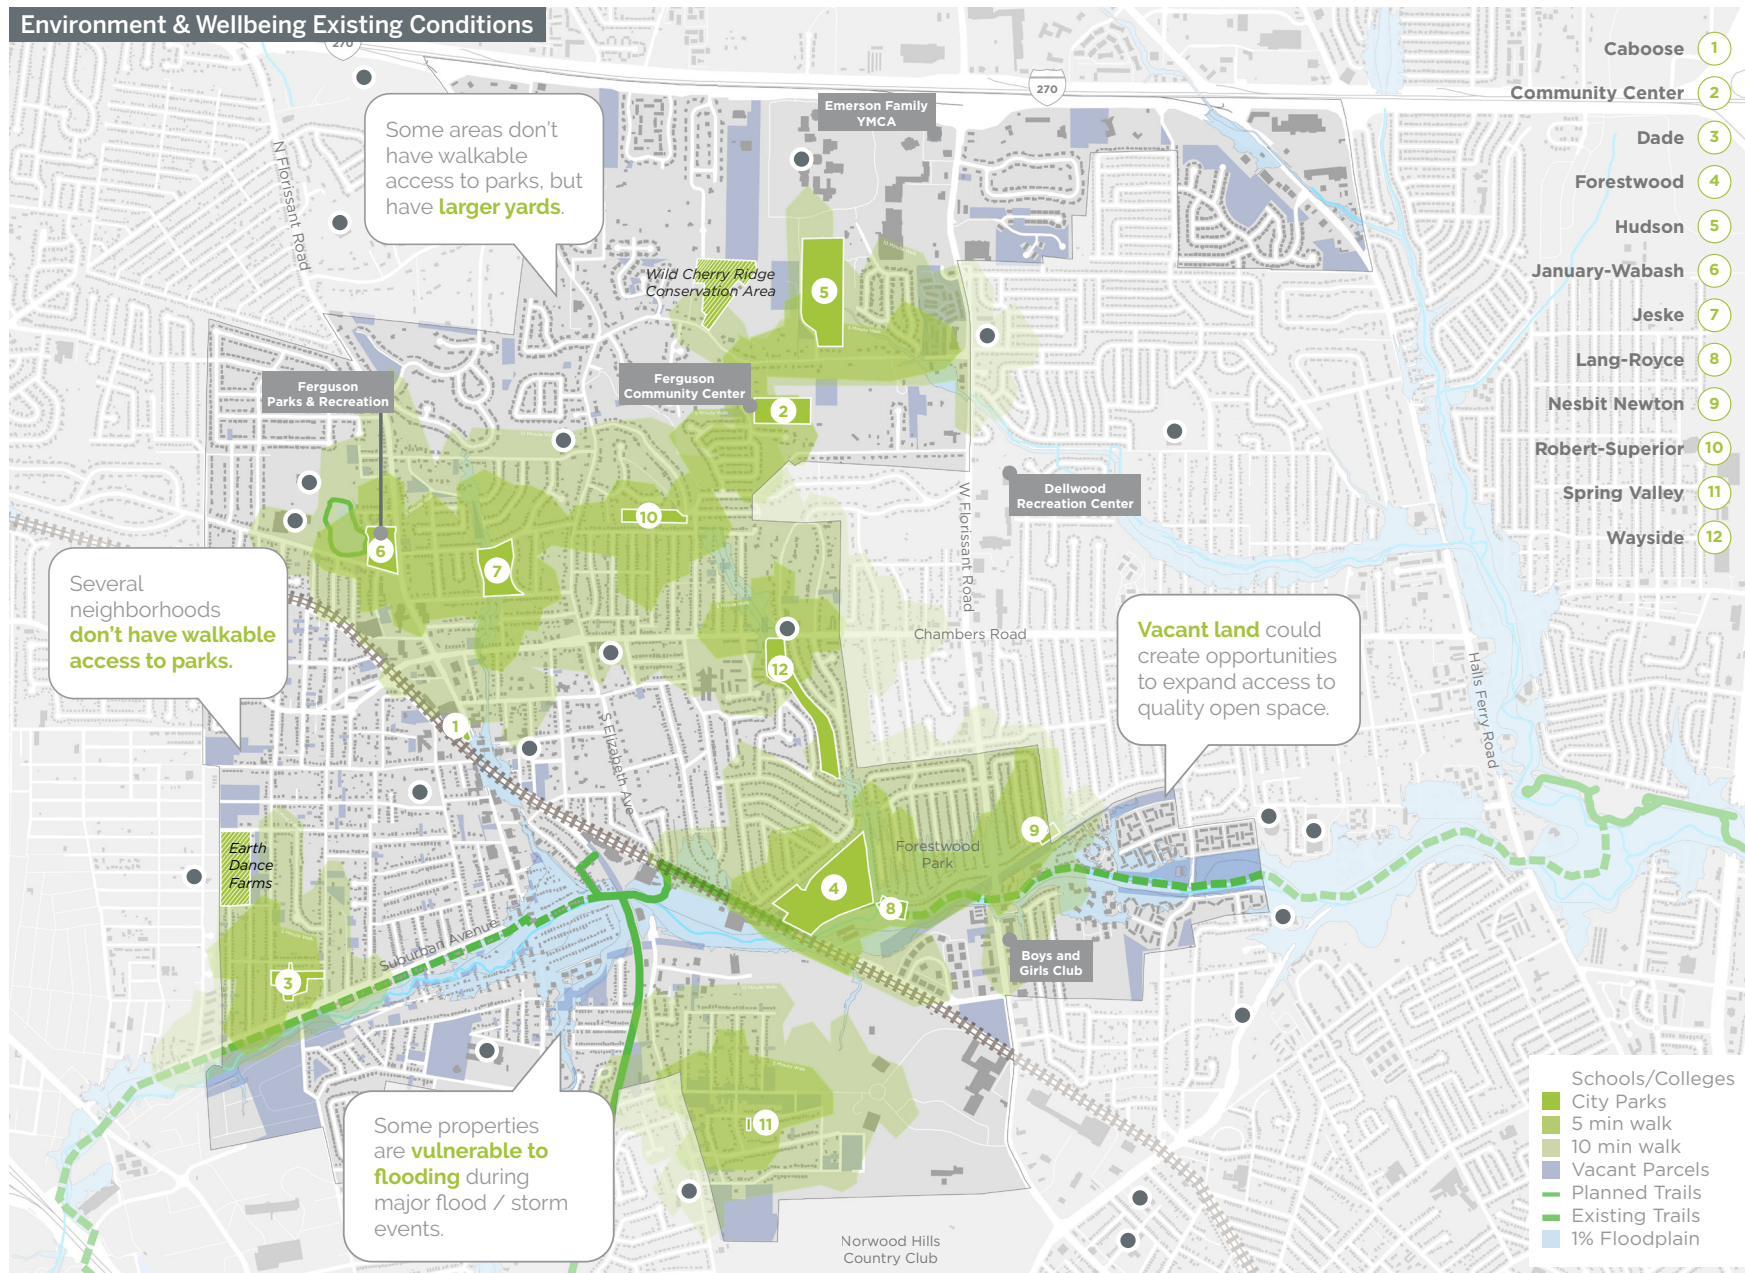 Environment & Wellbeing Existing Conditions
270
270
Caboose 1
Community Center 2
Dade 3
Forestwood 4
Hudson 5
January-Wabash 6
Jeske 7
Lang-Royce 8
Nesbit Newton 9
Robert-Superior 10
Spring Valley 11
Wayside 12
Some areas don't
have walkable
access to parks, but
have larger yards.
Emerson Family
YMCA
N Florissant Road
Wild Cherry Ridge
Conservation Area
5
Ferguson
Parks & Recreation
Ferguson
Community Center
2
Dellwood
Recreation Center
W Florissant Road
10
6
7
Several
neighborhoods
don't have walkable
access to parks.
Chambers Road
12
Vacant land could
create opportunities
to expand access to
quality open space.
Halls Ferry Road
1
S Elizabeth Ave
Earth
Dance
Farms
Forestwood
Park
9
4
8
Suburban Avenue
Boys and
Girls Club
3
Some properties
are vulnerable to
flooding during
major flood / storm
events.
11
Norwood Hills
Country Club
Schools/Colleges
City Parks
5 min walk
10 min walk
Vacant Parcels
Planned Trails
Existing Trails
1% Floodplain